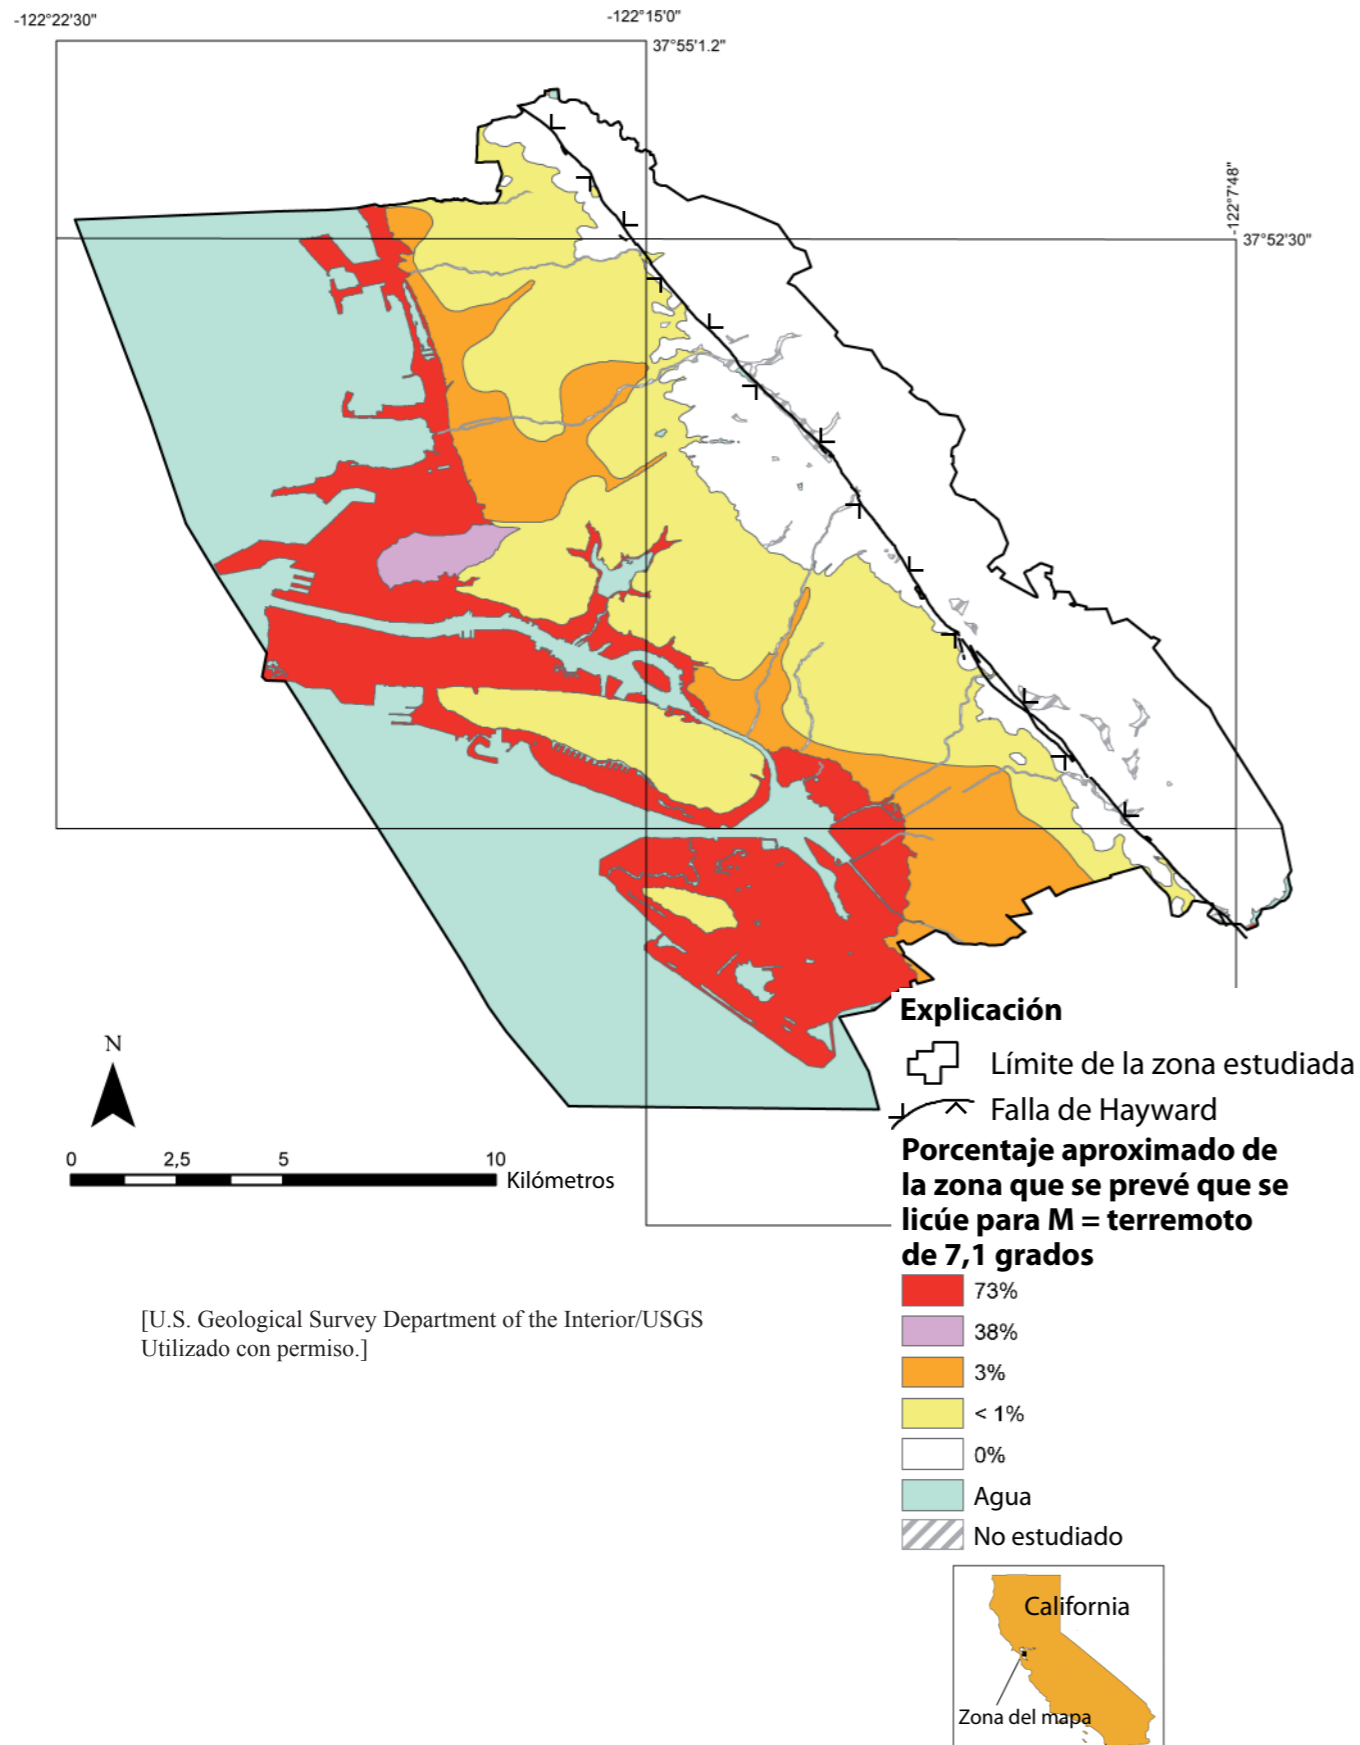 -122°22'30"
-122°15'0"
37°55'1.2"
-122°7'48"
37°52'30"
N
0 2,5 5 10
Kilómetros
Explicación
Límite de la zona estudiada
Falla de Hayward
Porcentaje aproximado de
la zona que se prevé que se
licúe para M = terremoto
de 7,1 grados
73%
38%
3%
< 1%
0%
Agua
No estudiado
[U.S. Geological Survey Department of the Interior/USGS
Utilizado con permiso.]
California
Zona del mapa